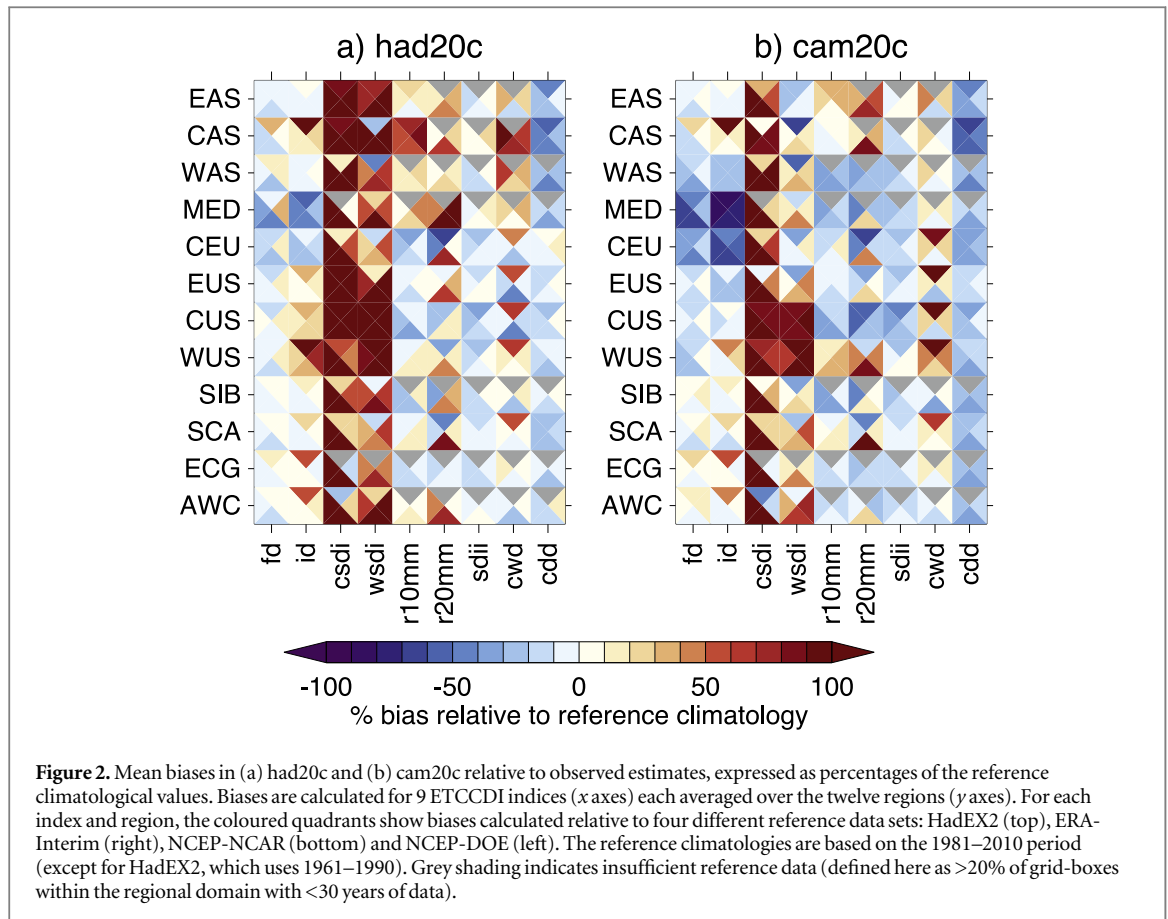 a) had20c
b) cam20c
EAS
CAS
WAS
MED
CEU
EUS
CUS
WUS
SIB
SCA
ECG
AWC
EAS
CAS
WAS
MED
CEU
EUS
CUS
WUS
SIB
SCA
ECG
AWC
fd
id
csdi
wsdi
r10mm
r20mm
sdii
cwd
cdd
fd
id
csdi
wsdi
r10mm
r20mm
sdii
cwd
cdd
-100 -50 0 50 100
% bias relative to reference climatology
Figure 2. Mean biases in (a) had20c and (b) cam20c relative to observed estimates, expressed as percentages of the reference
climatological values. Biases are calculated for 9 ETCCDI indices (x axes) each averaged over the twelve regions (y axes). For each
index and region, the coloured quadrants show biases calculated relative to four different reference data sets: HadEX2 (top), ERA-
Interim (right), NCEP-NCAR (bottom) and NCEP-DOE (left). The reference climatologies are based on the 1981–2010 period
(except for HadEX2, which uses 1961–1990). Grey shading indicates insufficient reference data (defined here as >20% of grid-boxes
within the regional domain with <30 years of data).